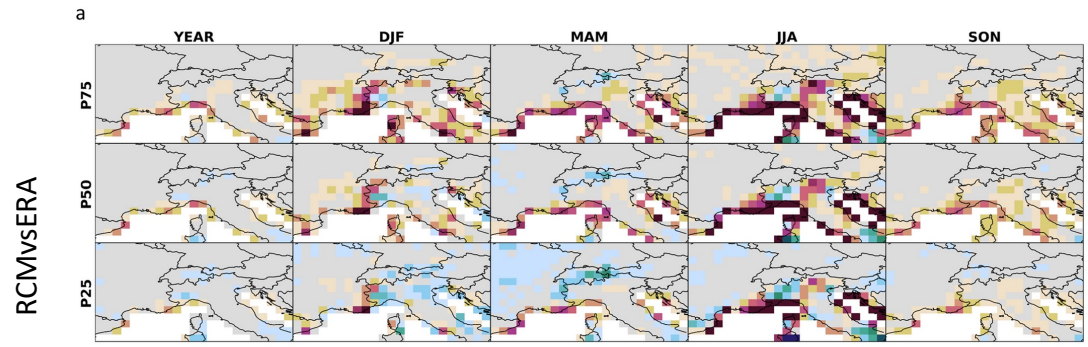 a
YEAR DJF MAM JJA SON
P75
P50
P25
RCMvsERA